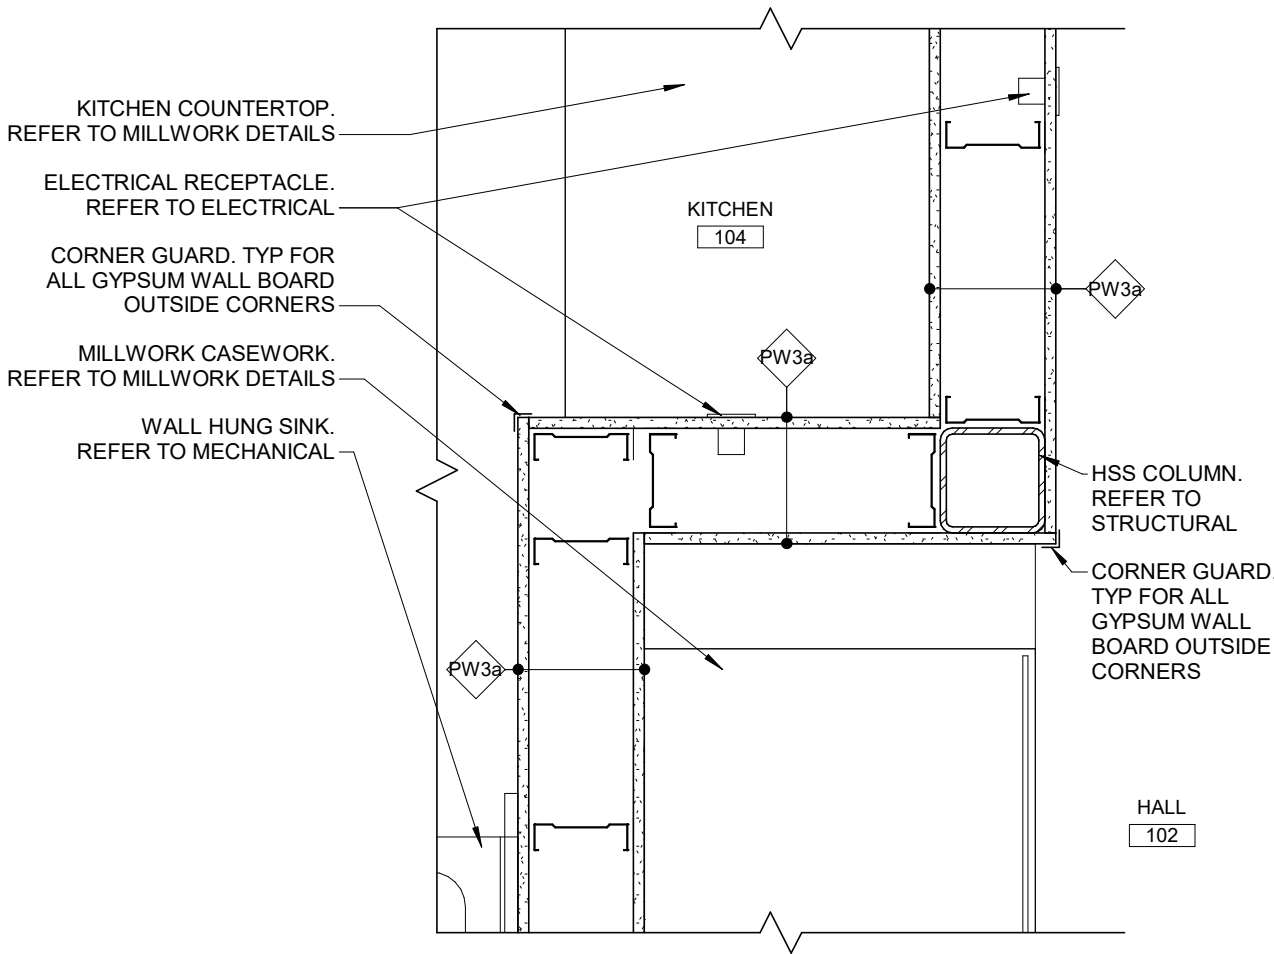 KITCHEN COUNTERTOP.
REFER TO MILLWORK DETAILS
ELECTRICAL RECEPTACLE.
REFER TO ELECTRICAL
CORNER GUARD. TYP FOR
ALL GYPSUM WALL BOARD
OUTSIDE CORNERS
MILLWORK CASEWORK.
REFER TO MILLWORK DETAILS
WALL HUNG SINK.
REFER TO MECHANICAL
KITCHEN
104
PW3a
PW3a
PW3a
HSS COLUMN.
REFER TO
STRUCTURAL
CORNER GUARD.
TYP FOR ALL
GYPSUM WALL
BOARD OUTSIDE
CORNERS
HALL
102